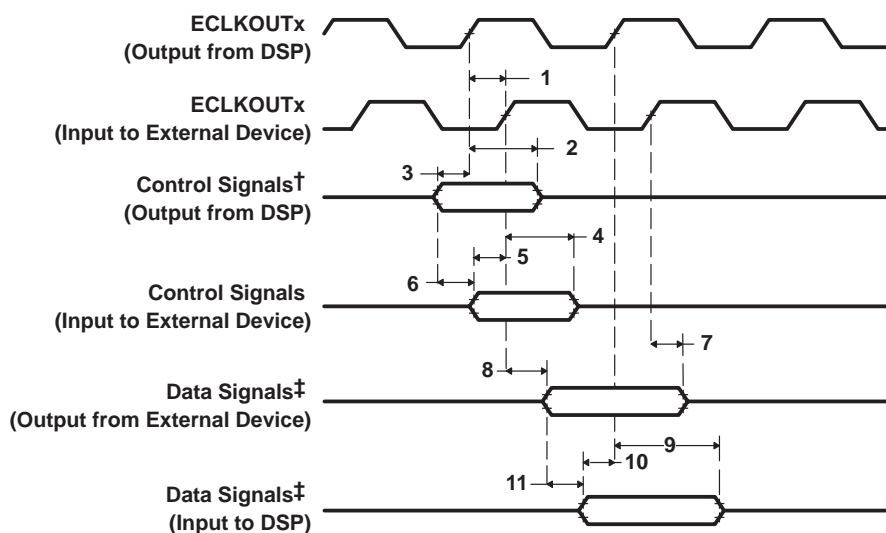 ECLKOUTx
(Output from DSP)
1
ECLKOUTx
(Input to External Device)
2
3
Control Signals†
(Output from DSP)
4
5
6
Control Signals
(Input to External Device)
7
8
Data Signals‡
(Output from External Device)
9
10
11
Data Signals‡
(Input to DSP)